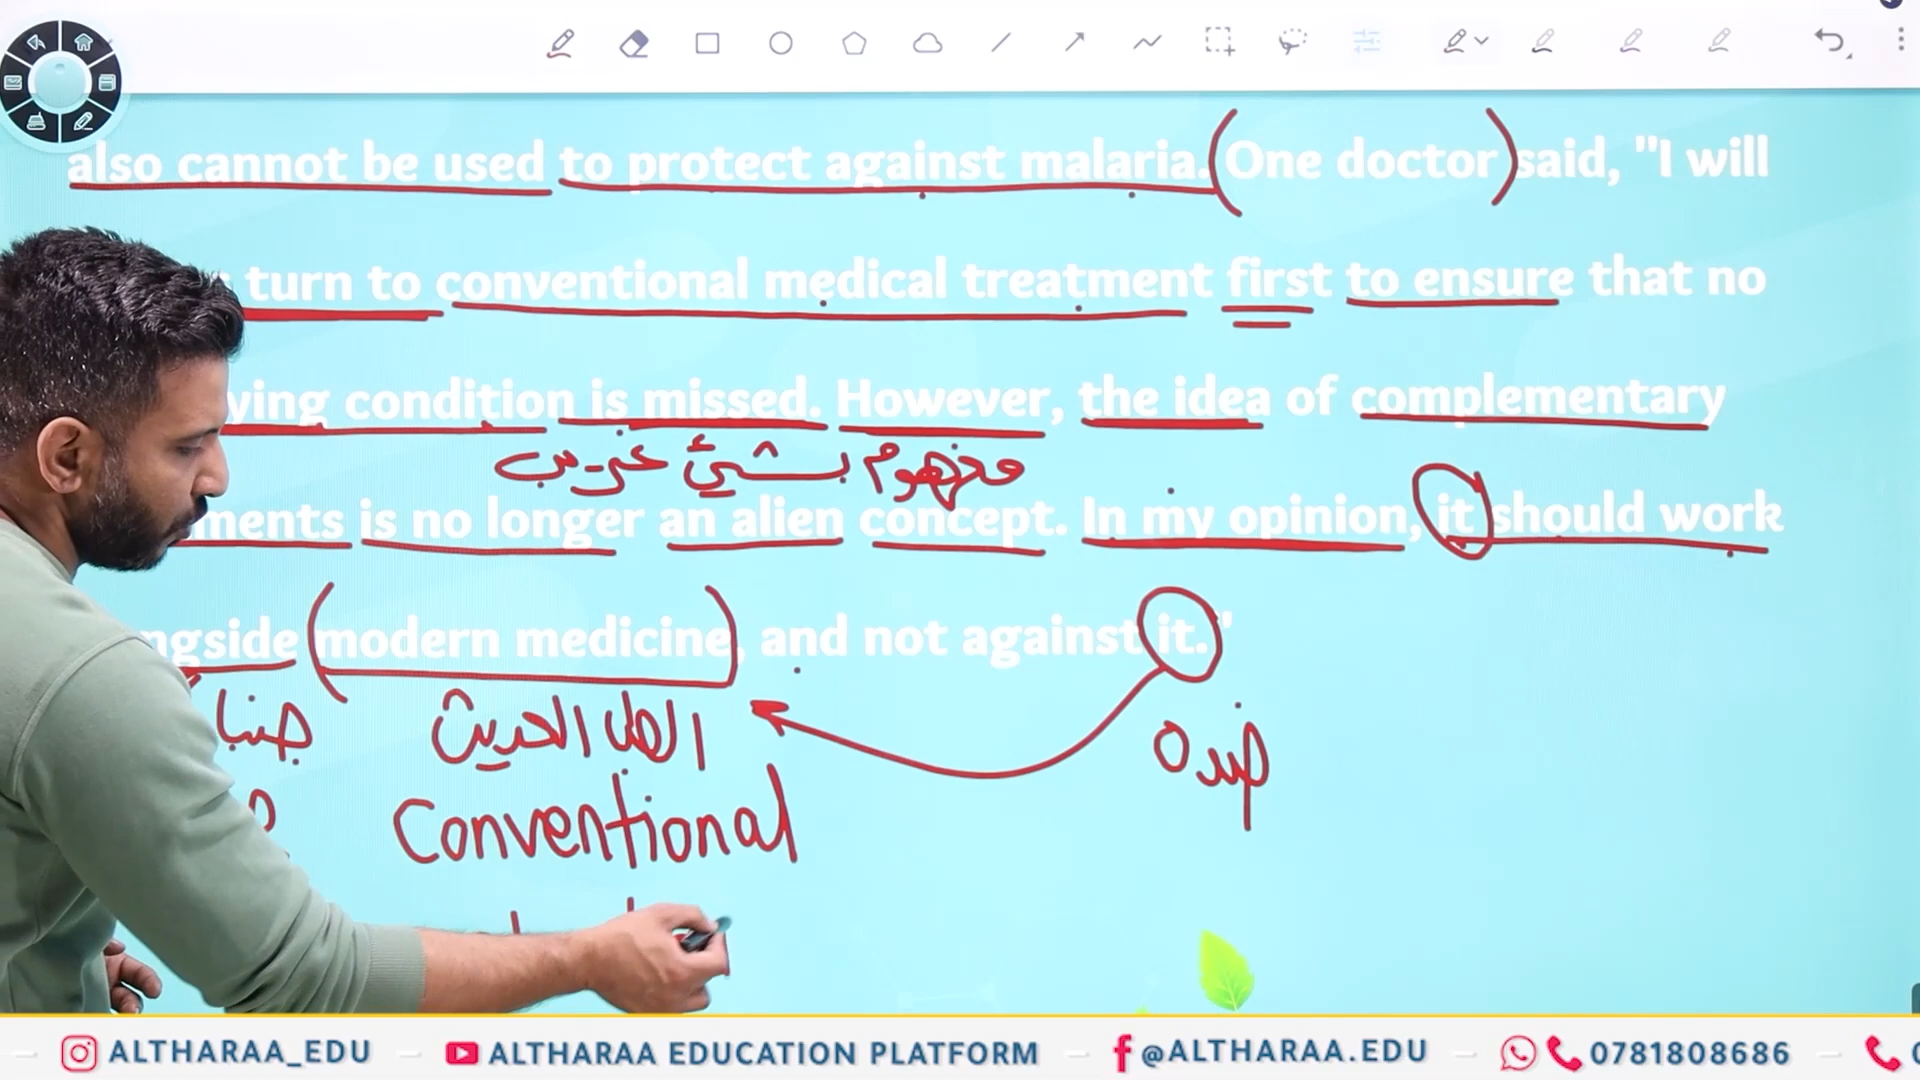 also cannot be used to protect against malaria. One doctor said, "I will
turn to conventional medical treatment first to ensure that no
ying condition is missed. However, the idea of complementary
مفهوم بشيئ غريب
ments is no longer an alien concept. In my opinion, it should work
ngside modern medicine, and not against it."
الطب الحديث
ضده
Conventional
ALTHARAA_EDU ALTHARAA EDUCATION PLATFORM @ALTHARAA.EDU 0781808686